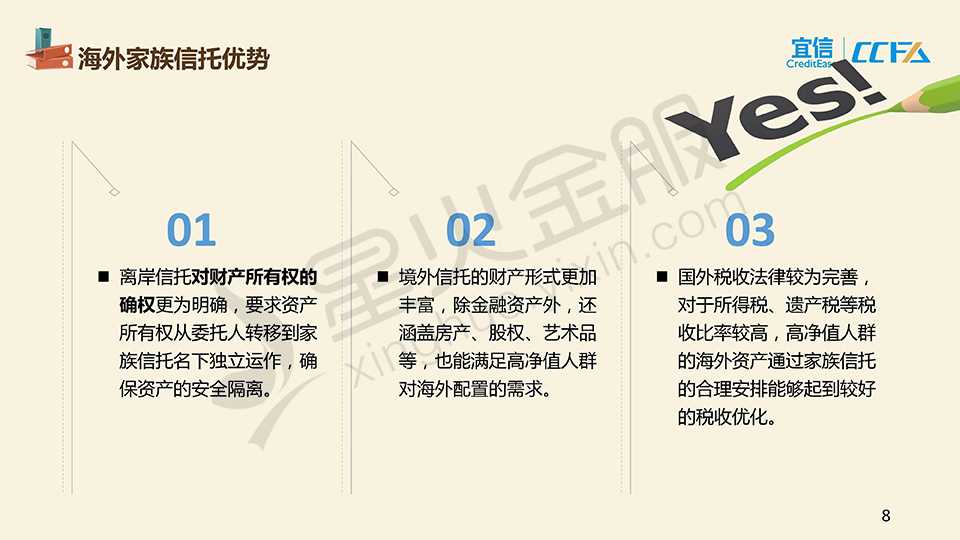 海外家族信托优势
宜信
CreditEase
CCFA
Yes!
01
离岸信托对财产所有权的
确权更为明确，要求资产
所有权从委托人转移到家
族信托名下独立运作，确
保资产的安全隔离。
02
境外信托的财产形式更加
丰富，除金融资产外，还
涵盖房产、股权、艺术品
等，也能满足高净值人群
对海外配置的需求。
03
国外税收法律较为完善，
对于所得税、遗产税等税
收比率较高，高净值人群
的海外资产通过家族信托
的合理安排能够起到较好
的税收优化。
星火金服
8